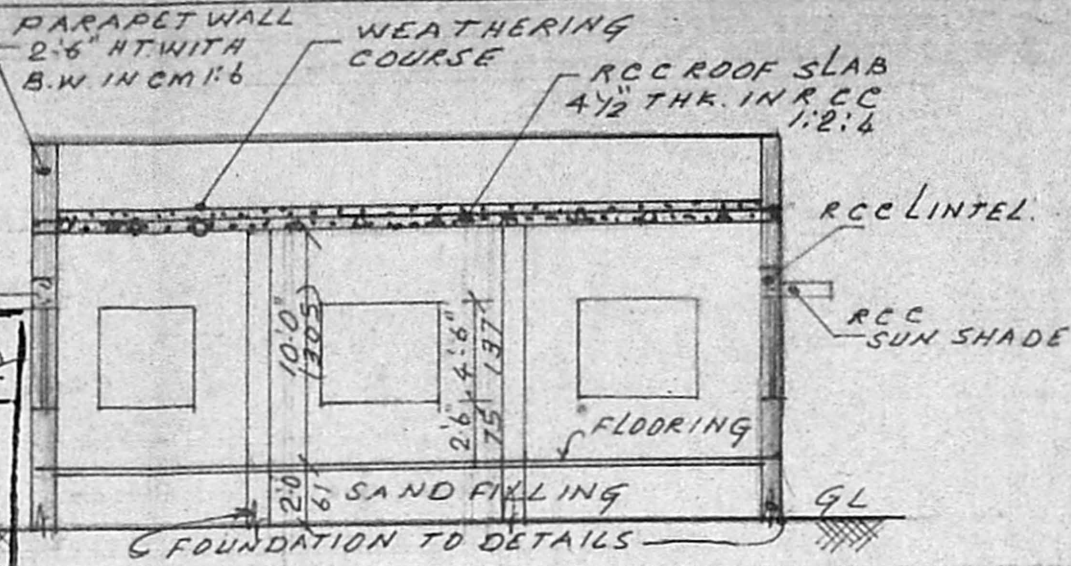 PARAPET WALL
2'-6" HT. WITH
B.W. IN CM 1:6
WEATHERING
COURSE
RCC ROOF SLAB
4½" THK. IN RCC
1:2:4
RCC LINTEL.
RCC
SUN SHADE
10'-0"
(305)
4'-6"
137
2'-6"
75
FLOORING
2'-0
61
SAND FILLING
GL
FOUNDATION TO DETAILS